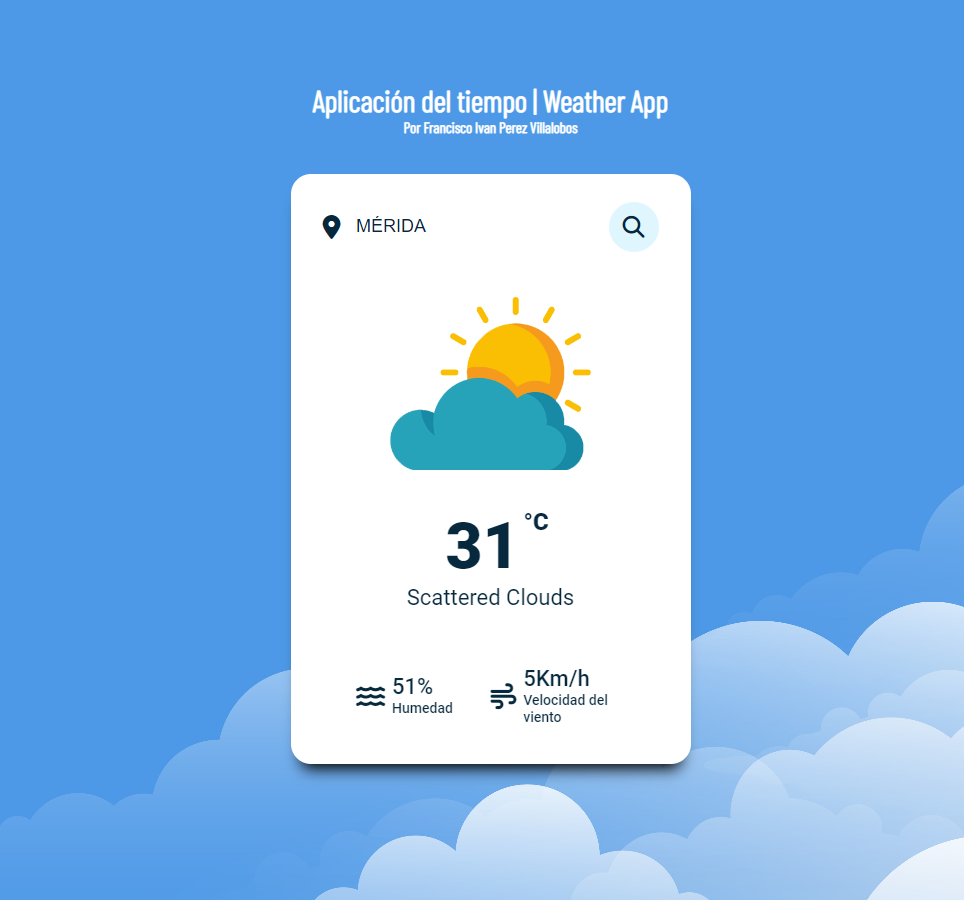 Aplicación del tiempo | Weather App
Por Francisco Ivan Perez Villalobos
MÉRIDA
31 °C
Scattered Clouds
51%
Humedad
5Km/h
Velocidad del
viento